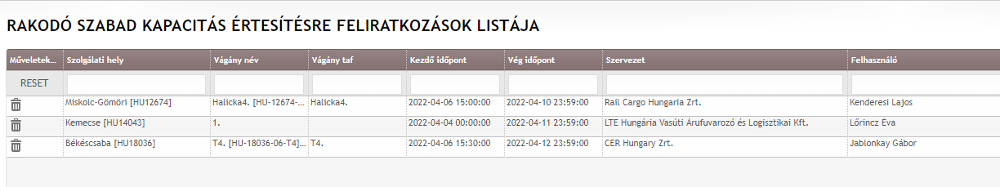 RAKODÓ SZABAD KAPACITÁS ÉRTESÍTÉSRE FELIRATKOZÁSOK LISTÁJA
Műveletek... Szolgálati hely Vágány név Vágány taf Kezdő időpont Vég időpont Szervezet Felhasználó
RESET
Miskolc-Gömöri [HU12674] Halicka4. [HU-12674-... Halicka4. 2022-04-06 15:00:00 2022-04-10 23:59:00 Rail Cargo Hungaria Zrt. Kenderesi Lajos
Kemecse [HU14043] 1. 2022-04-04 00:00:00 2022-04-11 23:59:00 LTE Hungária Vasúti Árufuvarozó és Logisztikai Kft. Lőrincz Éva
Békéscsaba [HU18036] T4. [HU-18036-06-T4]... T4. 2022-04-06 15:30:00 2022-04-12 23:59:00 CER Hungary Zrt. Jablonkay Gábor